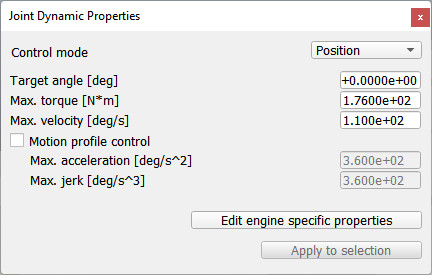 Joint Dynamic Properties x
Control mode Position
Target angle [deg] +0.0000e+00
Max. torque [N*m] 1.7600e+02
Max. velocity [deg/s] 1.100e+02
Motion profile control
Max. acceleration [deg/s^2] 3.600e+02
Max. jerk [deg/s^3] 3.600e+02
Edit engine specific properties
Apply to selection